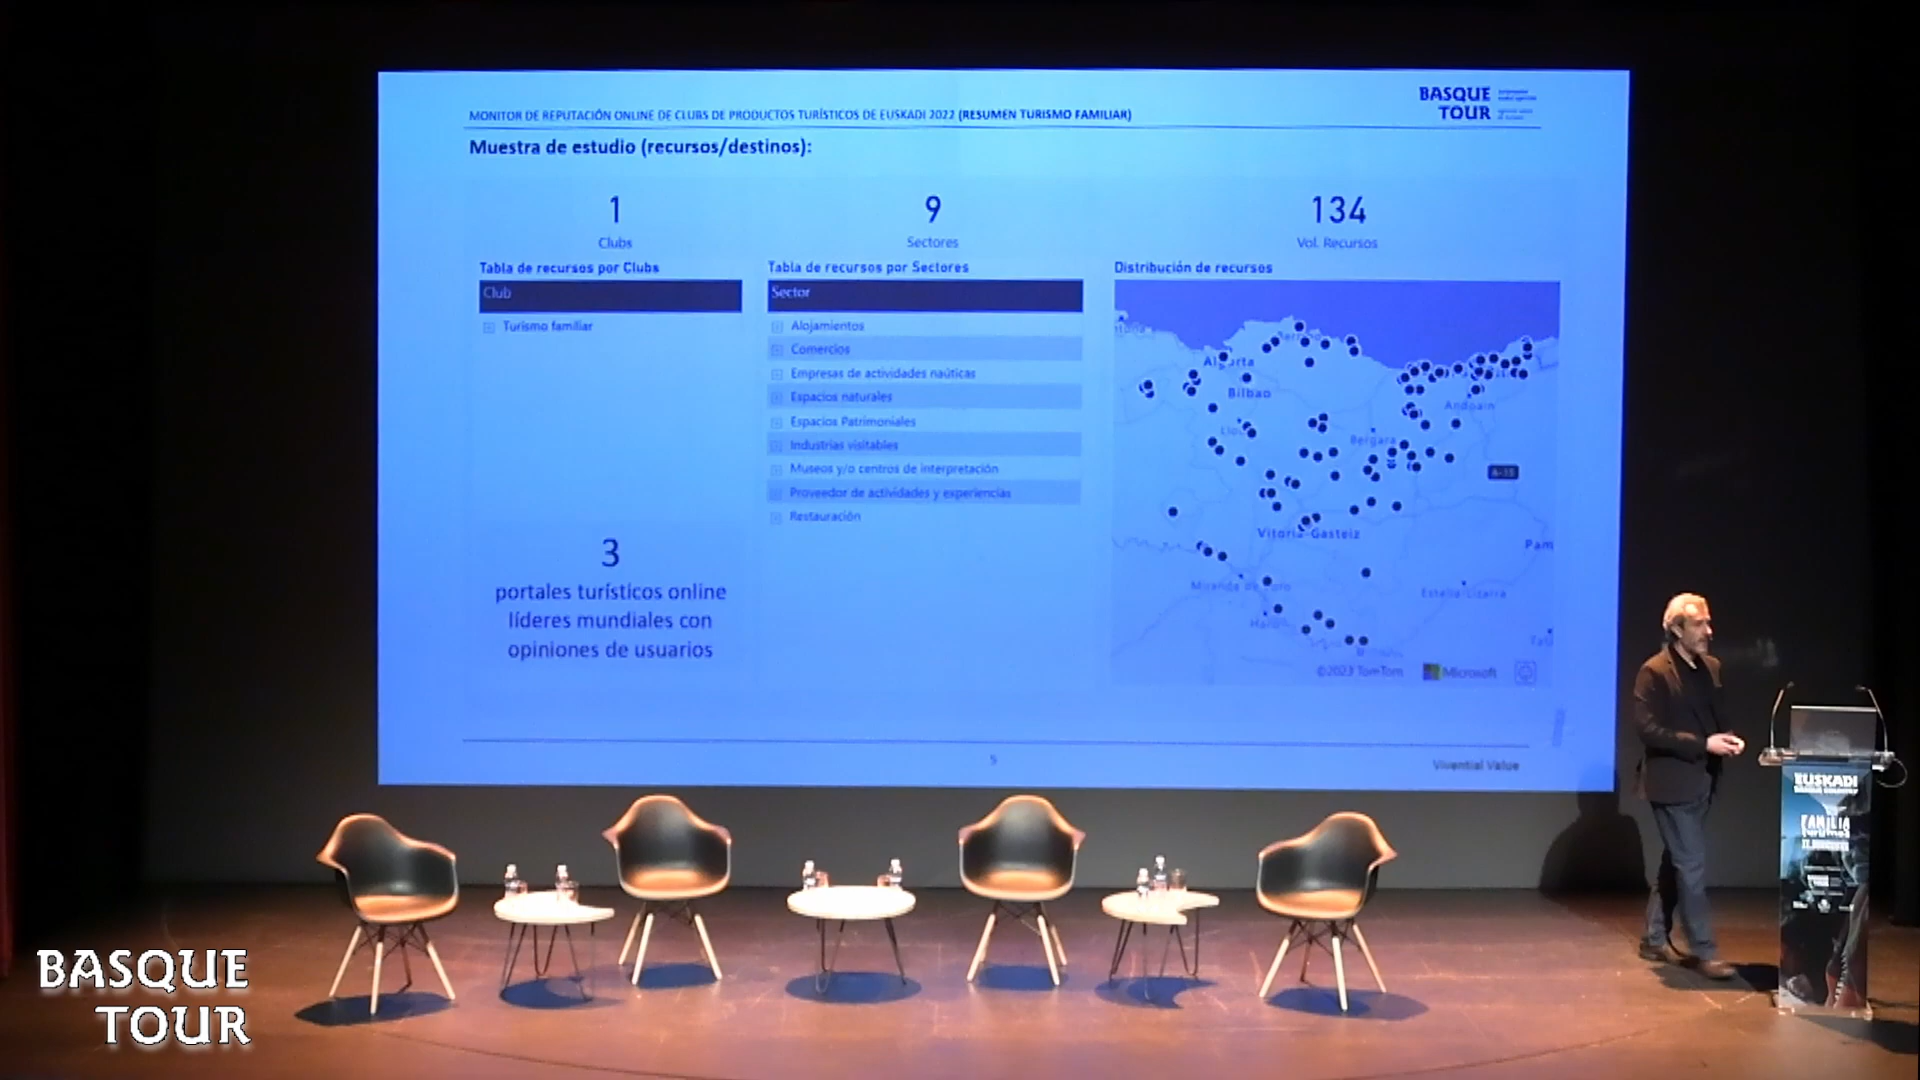 MONITOR DE REPUTACIÓN ONLINE DE CLUBS DE PRODUCTOS TURÍSTICOS DE EUSKADI 2022 (RESUMEN TURISMO FAMILIAR)
BASQUE
TOUR
Muestra de estudio (recursos/destinos):
1
Clubs
Tabla de recursos por Clubs
Club
Turismo familiar
3
portales turísticos online
líderes mundiales con
opiniones de usuarios
9
Sectores
Tabla de recursos por Sectores
Sector
Alojamientos
Comercios
Empresas de actividades naúticas
Espacios naturales
Espacios Patrimoniales
Industrias visitables
Museos y/o centros de interpretación
Proveedor de actividades y experiencias
Restauración
134
Vol. Recursos
Distribución de recursos
Algorta
Bilbao
Andoain
Bergara
A-15
Vitoria-Gasteiz
Pam
Miranda de Ebro
Estella-Lizarra
Haro
©2023 TomTom
Microsoft
5
Vivential Value
EUSKADI
BASQUE COUNTRY
FAMILIA
BASQUE
TOUR